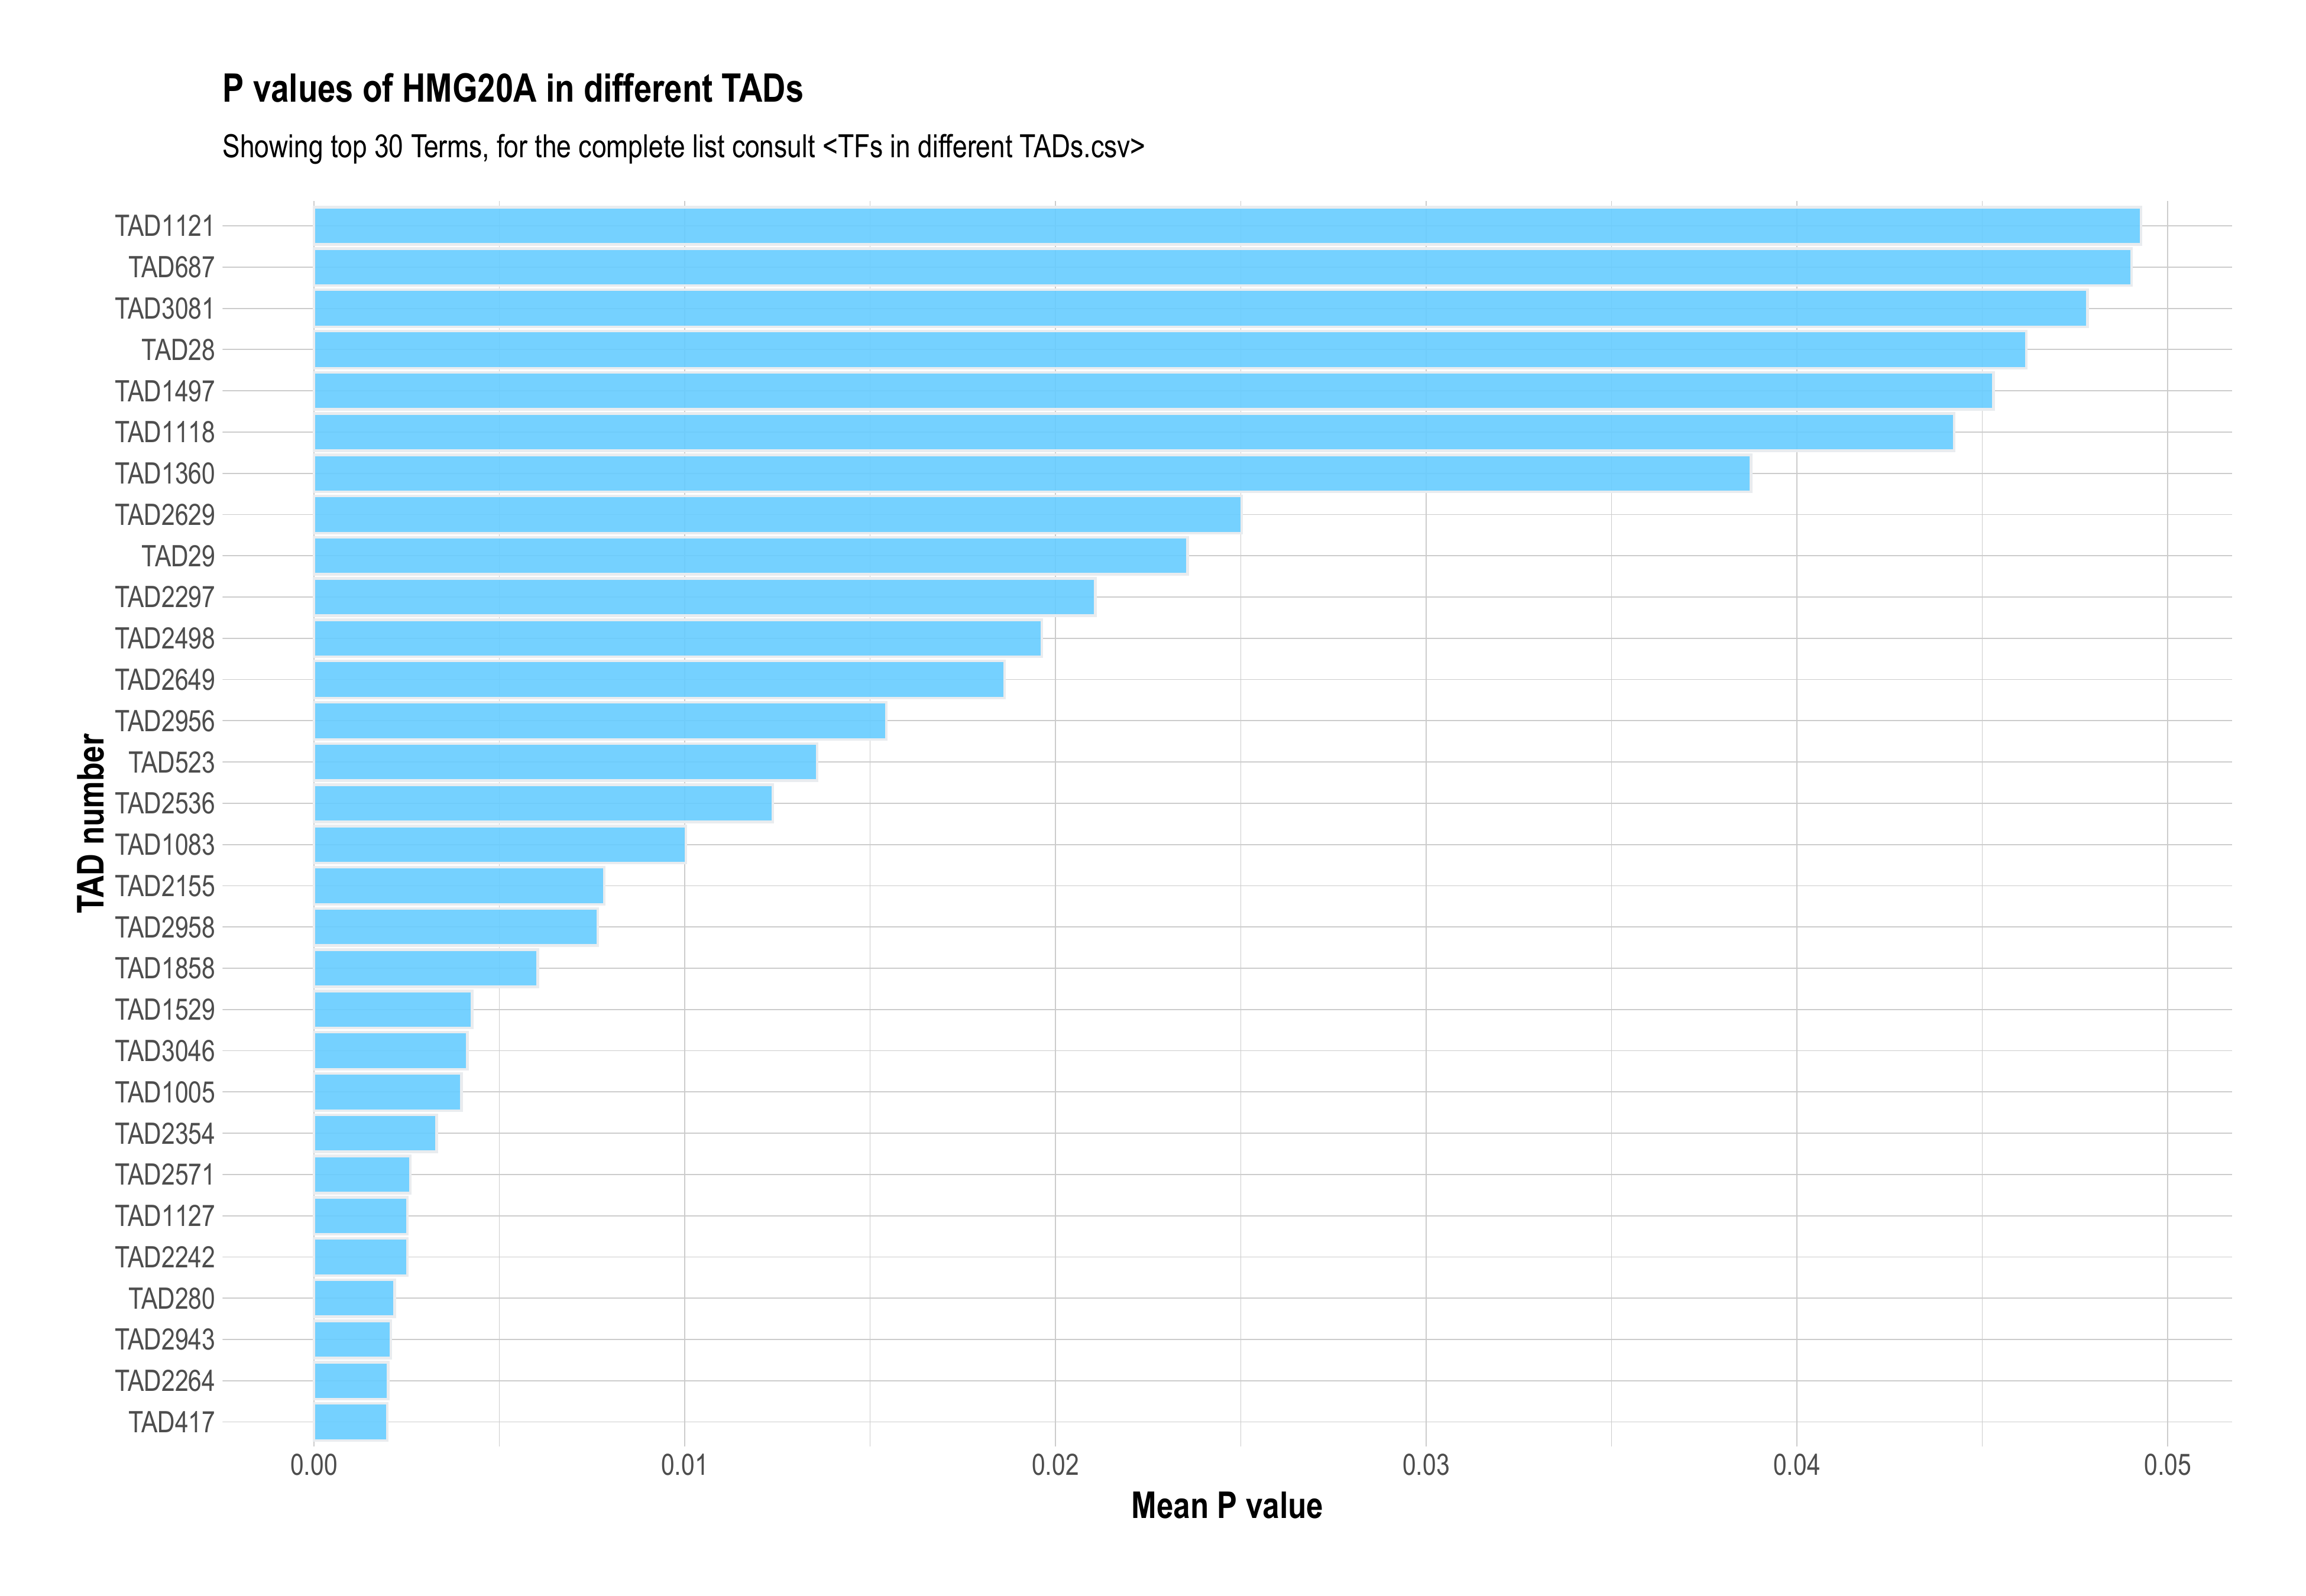 P values of HMG20A in different TADs
Showing top 30 Terms, for the complete list consult <TFs in different TADs.csv>
TAD number
TAD1121
TAD687
TAD3081
TAD28
TAD1497
TAD1118
TAD1360
TAD2629
TAD29
TAD2297
TAD2498
TAD2649
TAD2956
TAD523
TAD2536
TAD1083
TAD2155
TAD2958
TAD1858
TAD1529
TAD3046
TAD1005
TAD2354
TAD2571
TAD1127
TAD2242
TAD280
TAD2943
TAD2264
TAD417
0.00 0.01 0.02 0.03 0.04 0.05
Mean P value